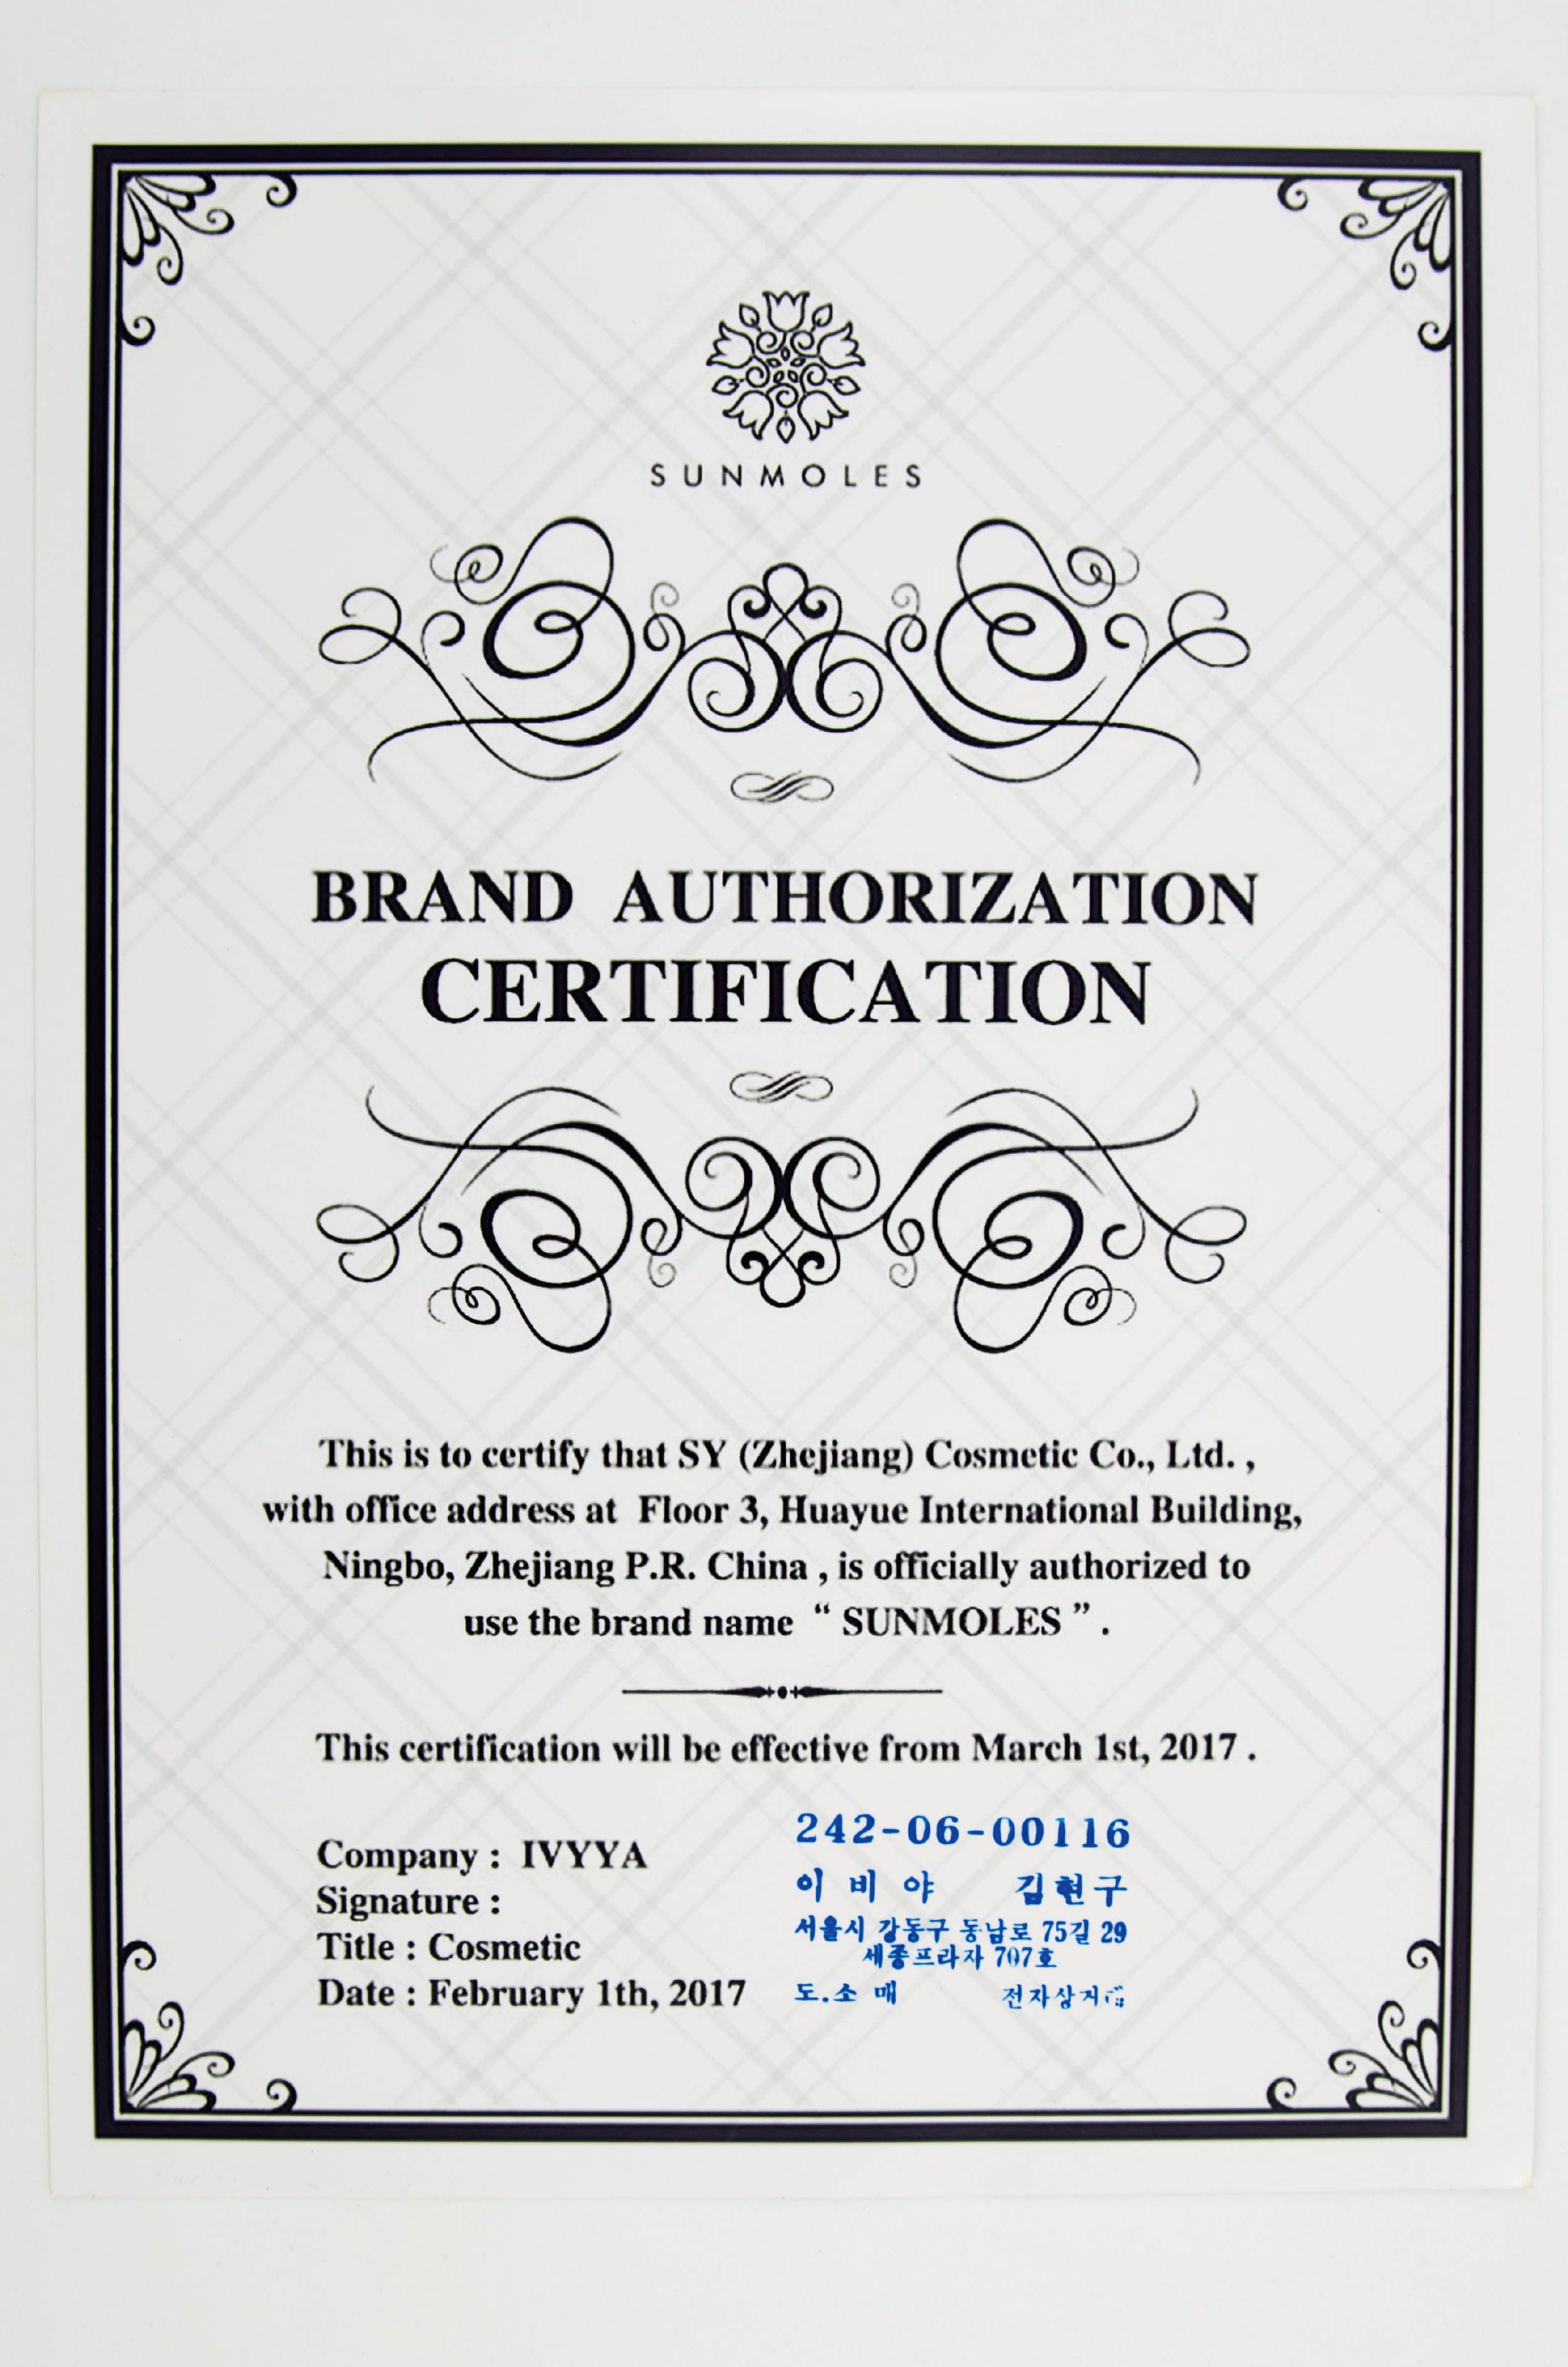 SUNMOLES
BRAND AUTHORIZATION
CERTIFICATION
This is to certify that SY (Zhejiang) Cosmetic Co., Ltd. ,
with office address at Floor 3, Huayue International Building,
Ningbo, Zhejiang P.R. China , is officially authorized to
use the brand name “ SUNMOLES ” .
This certification will be effective from March 1st, 2017 .
Company : IVYYA
Signature :
Title : Cosmetic
Date : February 1th, 2017
242-06-00116
이 비 야 김현구
서울시 강동구 동남로 75길 29
세종프라자 707호
도.소 매